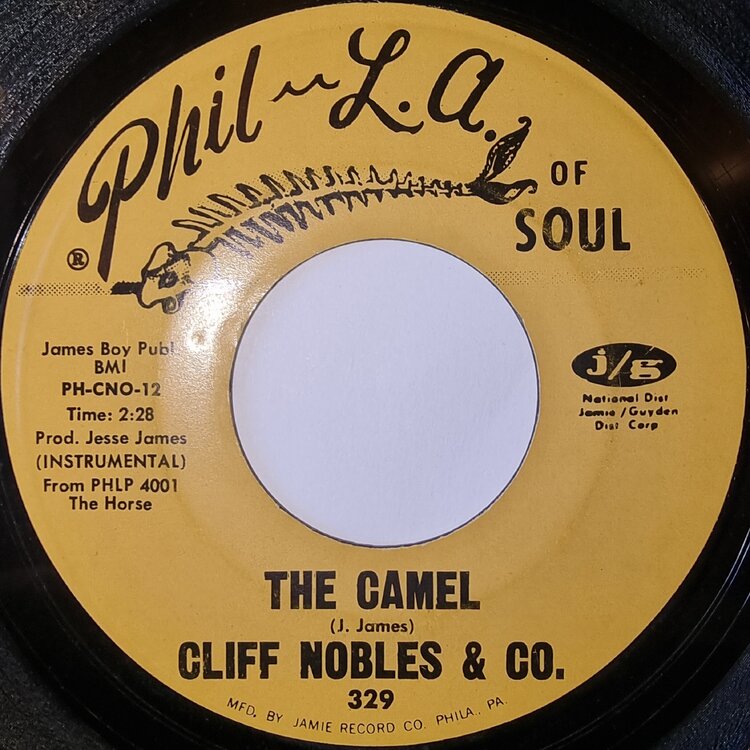 Phil-L.A.
OF
SOUL
®
James Boy Publ.
BMI
PH-CNO-12
Time: 2:28
Prod. Jesse James
(INSTRUMENTAL)
From PHLP 4001
The Horse
j/g
National Dist
Jamie/Guyden
Dist Corp
THE CAMEL
(J. James)
CLIFF NOBLES & CO.
329
MFD. BY JAMIE RECORD CO. PHILA., PA.